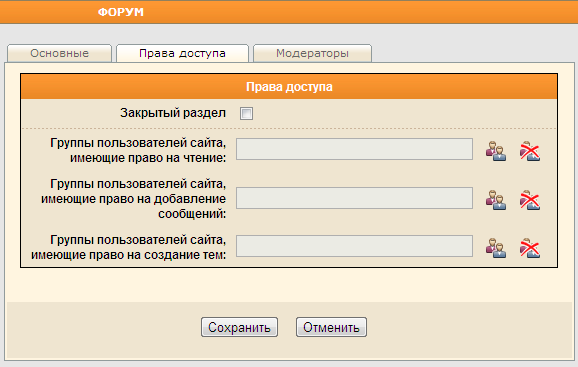 ФОРУМ
Основные
Права доступа
Модераторы
Права доступа
Закрытый раздел
Группы пользователей сайта,
имеющие право на чтение:
Группы пользователей сайта,
имеющие право на добавление
сообщений:
Группы пользователей сайта,
имеющие право на создание тем:
Сохранить
Отменить